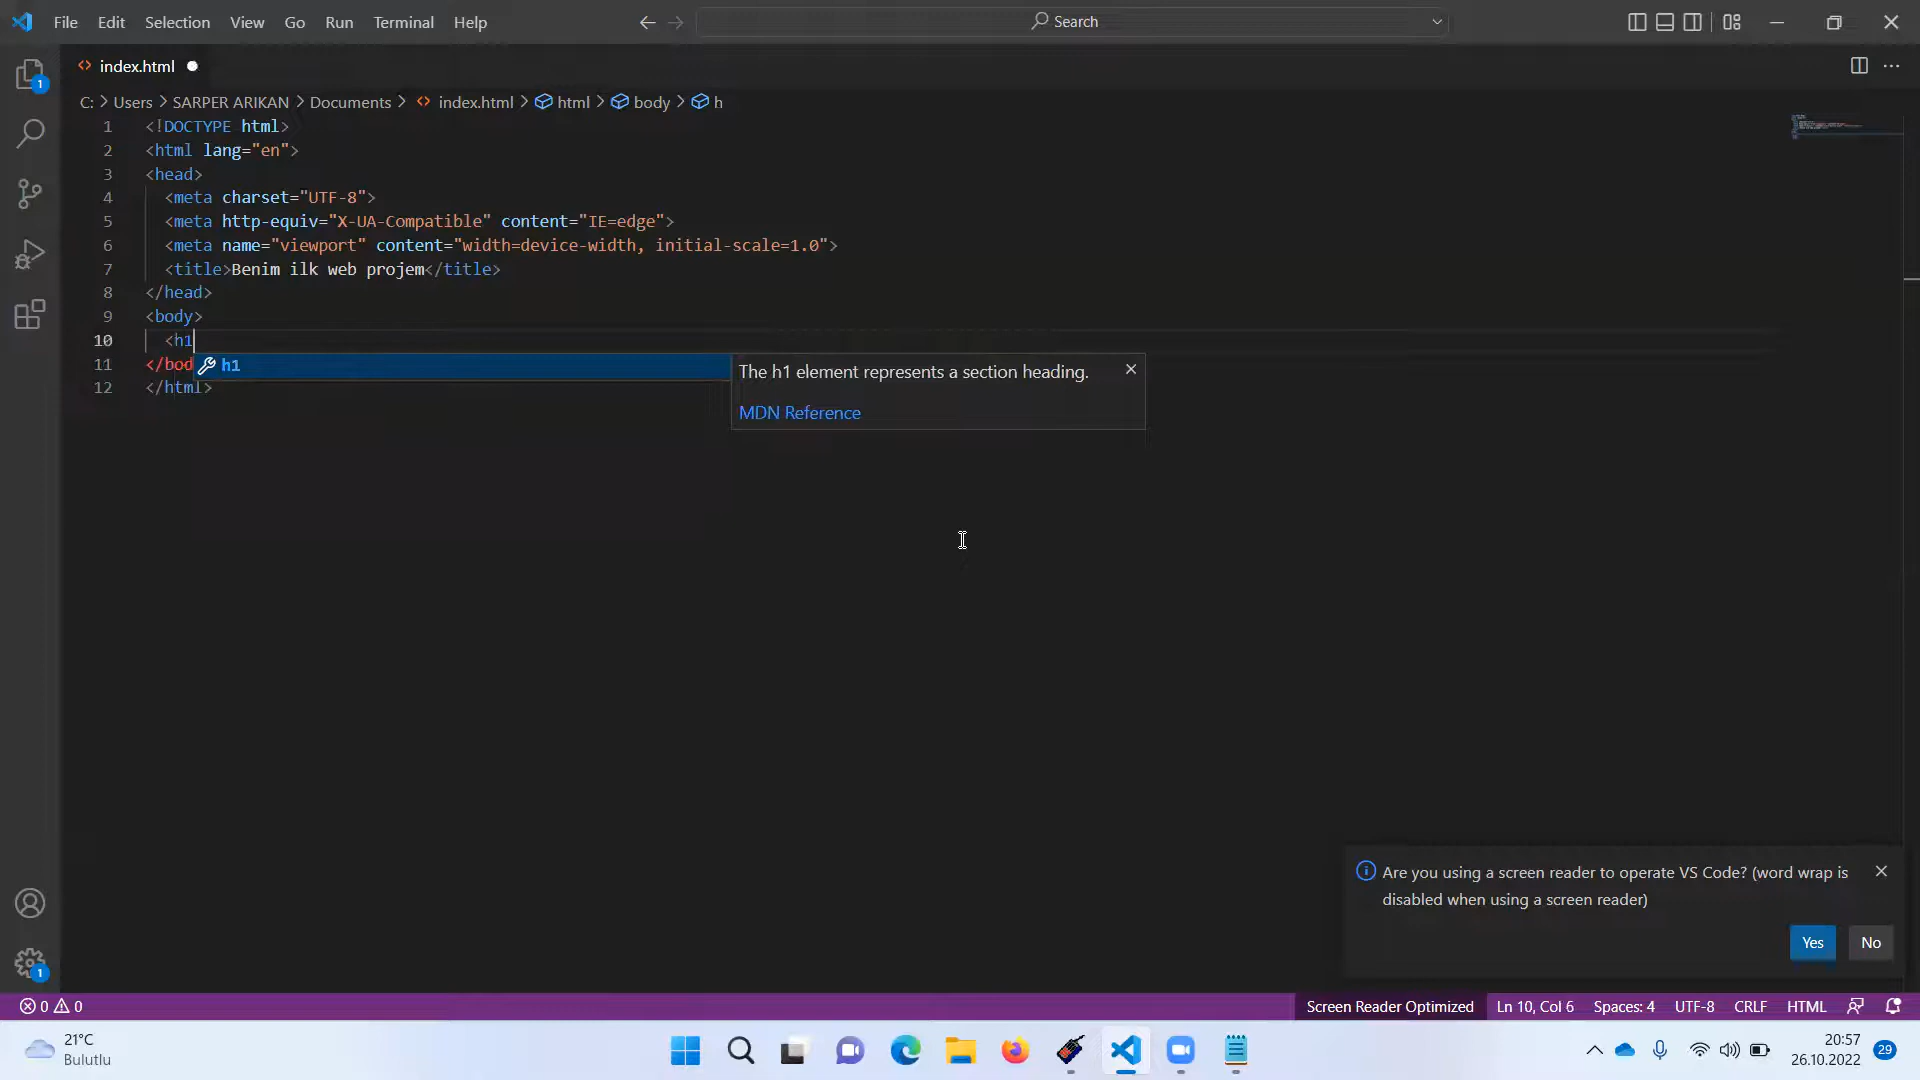 File Edit Selection View Go Run Terminal Help
Search
index.html
1
C: > Users > SARPER ARIKAN > Documents > index.html > html > body > h
1 <!DOCTYPE html>
2 <html lang="en">
3 <head>
4 <meta charset="UTF-8">
5 <meta http-equiv="X-UA-Compatible" content="IE=edge">
6 <meta name="viewport" content="width=device-width, initial-scale=1.0">
7 <title>Benim ilk web projem</title>
8 </head>
9 <body>
10 <h1
11 </bod
h1
The h1 element represents a section heading.
12 </html>
MDN Reference
Are you using a screen reader to operate VS Code? (word wrap is
disabled when using a screen reader)
Yes No
1
0 0
Screen Reader Optimized Ln 10, Col 6 Spaces: 4 UTF-8 CRLF HTML
21°C
Bulutlu
20:57
26.10.2022
29